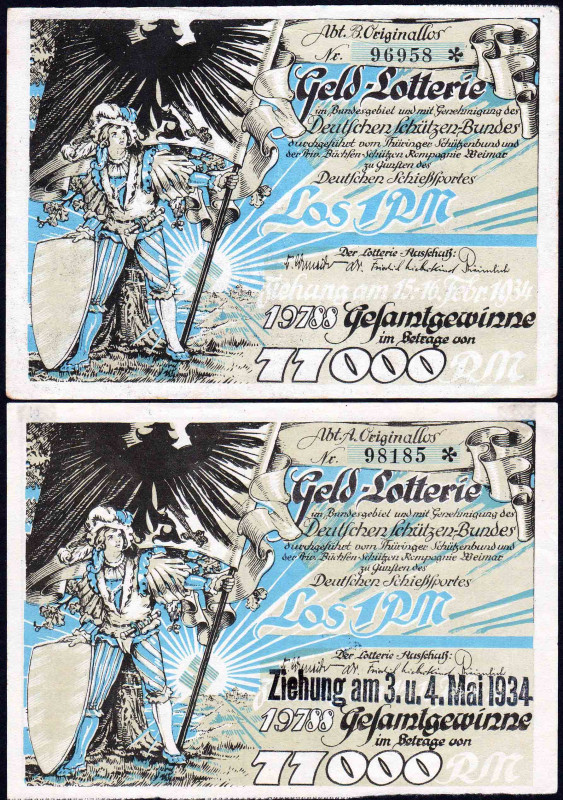 Abt. B. Originallos
Nr. 96958 *
Geld-Lotterie
im Bundesgebiet und mit Genehmigung des
Deutschen Schützen-Bundes
durchgeführt vom Thüringer Schützenbund und
der Priv. Büchsen-Schützen Kompagnie Weimar
zu Gunsten des
Deutschen Schießsportes
Los 1 RM
Der Lotterie-Ausschuß:
Ziehung am 15-16. Febr. 1934
19788 Gesamtgewinne
im Betrage von
77000 RM
Abt. A. Originallos
Nr. 98185 *
Geld-Lotterie
im Bundesgebiet und mit Genehmigung des
Deutschen Schützen-Bundes
durchgeführt vom Thüringer Schützenbund und
der Priv. Büchsen-Schützen Kompagnie Weimar
zu Gunsten des
Deutschen Schießsportes
Los 1 RM
Der Lotterie-Ausschuß:
Ziehung am 3. u. 4. Mai 1934
19788 Gesamtgewinne
im Betrage von
77000 RM